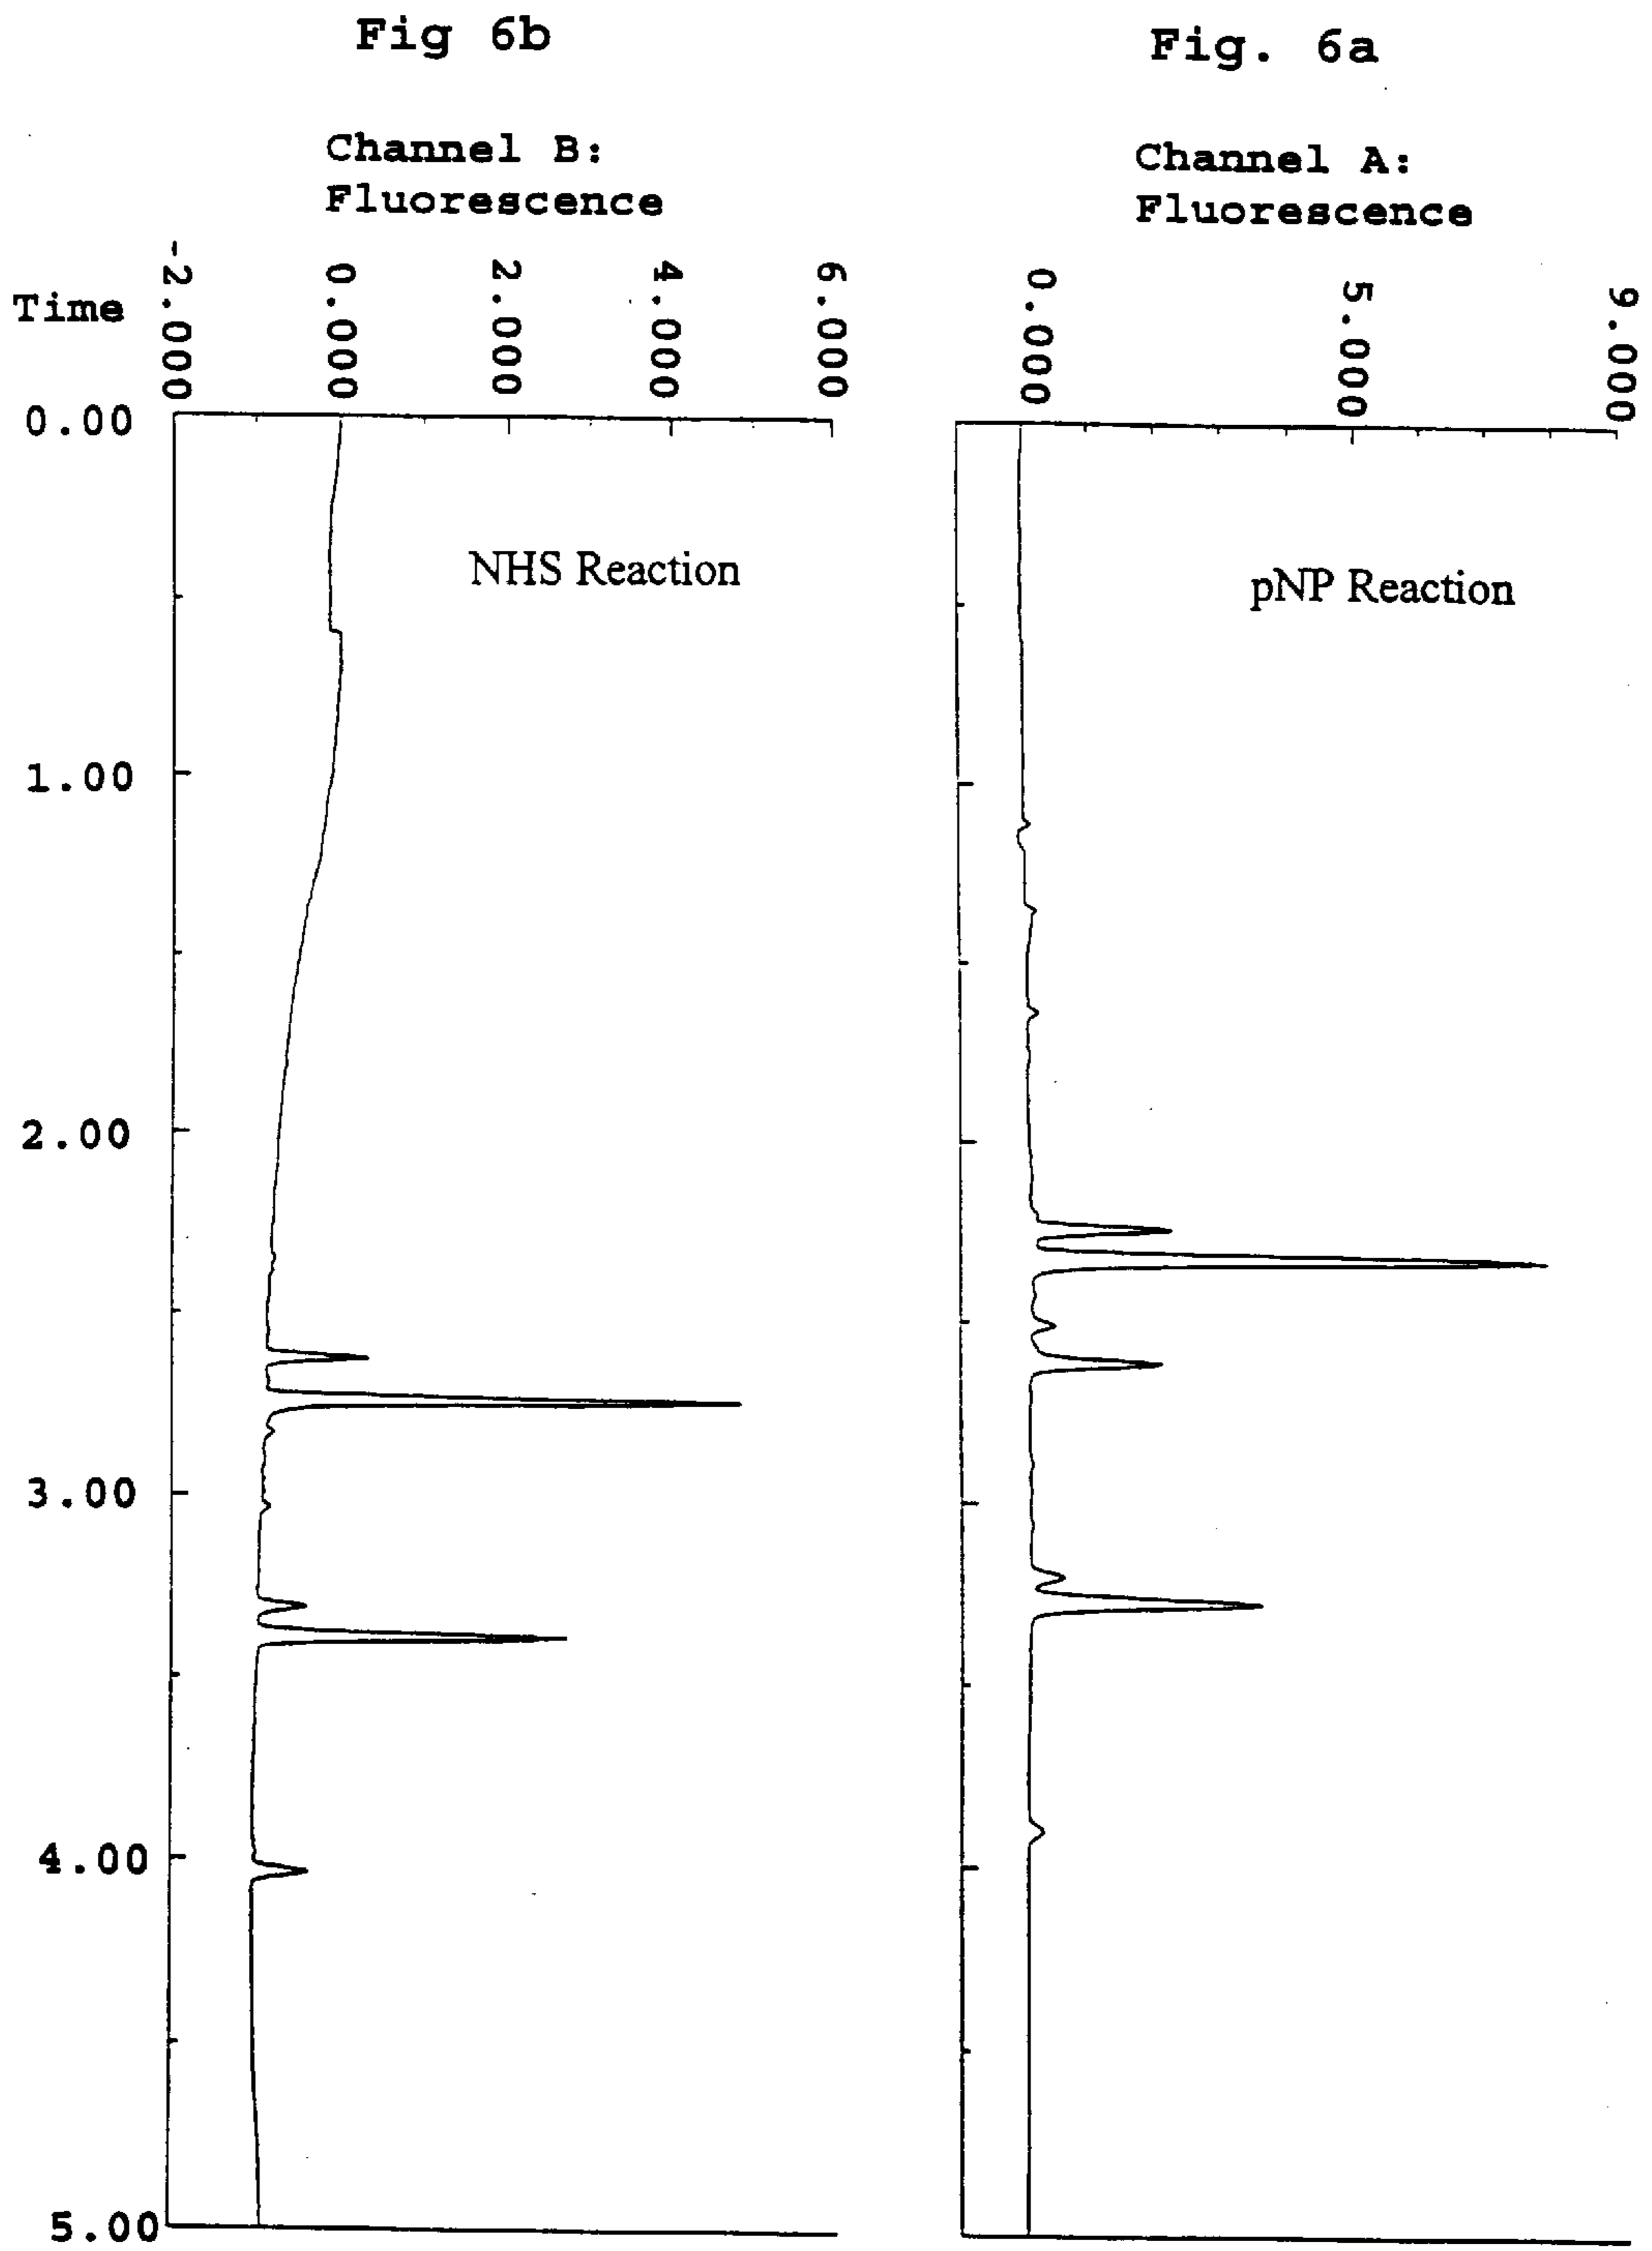 Fig 6b
Channel B:
Fluorescence
Time
-2.000
0.000
2.000
4.000
6.000
NHS Reaction
0.00
1.00
2.00
3.00
4.00
5.00
Fig. 6a
Channel A:
Fluorescence
0.000
5.000
9.000
pNP Reaction